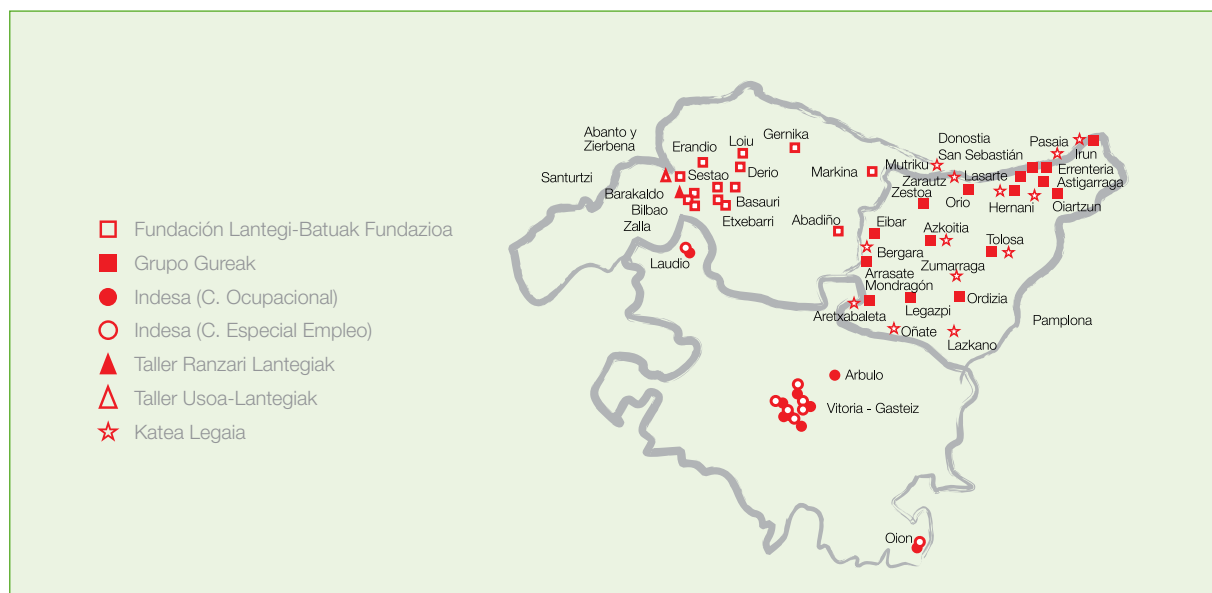 Fundación Lantegi-Batuak Fundazioa
Grupo Gureak
Indesa (C. Ocupacional)
Indesa (C. Especial Empleo)
Taller Ranzari Lantegiak
Taller Usoa-Lantegiak
Katea Legaia
Abanto y
Zierbena
Santurtzi
Erandio
Loiu
Gernika
Sestao
Derio
Barakaldo
Bilbao
Zalla
Basauri
Etxebarri
Markina
Abadiño
Laudio
Mutriku
Donostia
San Sebastián
Pasaia
Irun
Zarautz
Lasarte
Errenteria
Zestoa
Astigarraga
Orio
Hernani
Oiartzun
Eibar
Azkoitia
Tolosa
Bergara
Zumarraga
Arrasate
Mondragón
Ordizia
Aretxabaleta
Legazpi
Oñate
Lazkano
Pamplona
Arbulo
Vitoria - Gasteiz
Oion